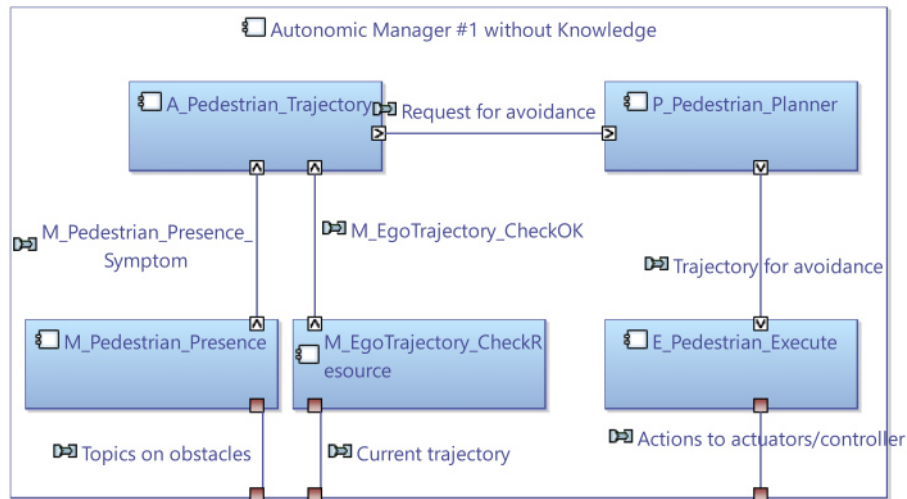 Autonomic Manager #1 without Knowledge
A_Pedestrian_Trajectory
Request for avoidance
P_Pedestrian_Planner
M_Pedestrian_Presence_
Symptom
M_EgoTrajectory_CheckOK
Trajectory for avoidance
M_Pedestrian_Presence
M_EgoTrajectory_CheckR
esource
E_Pedestrian_Execute
Topics on obstacles
Current trajectory
Actions to actuators/controller